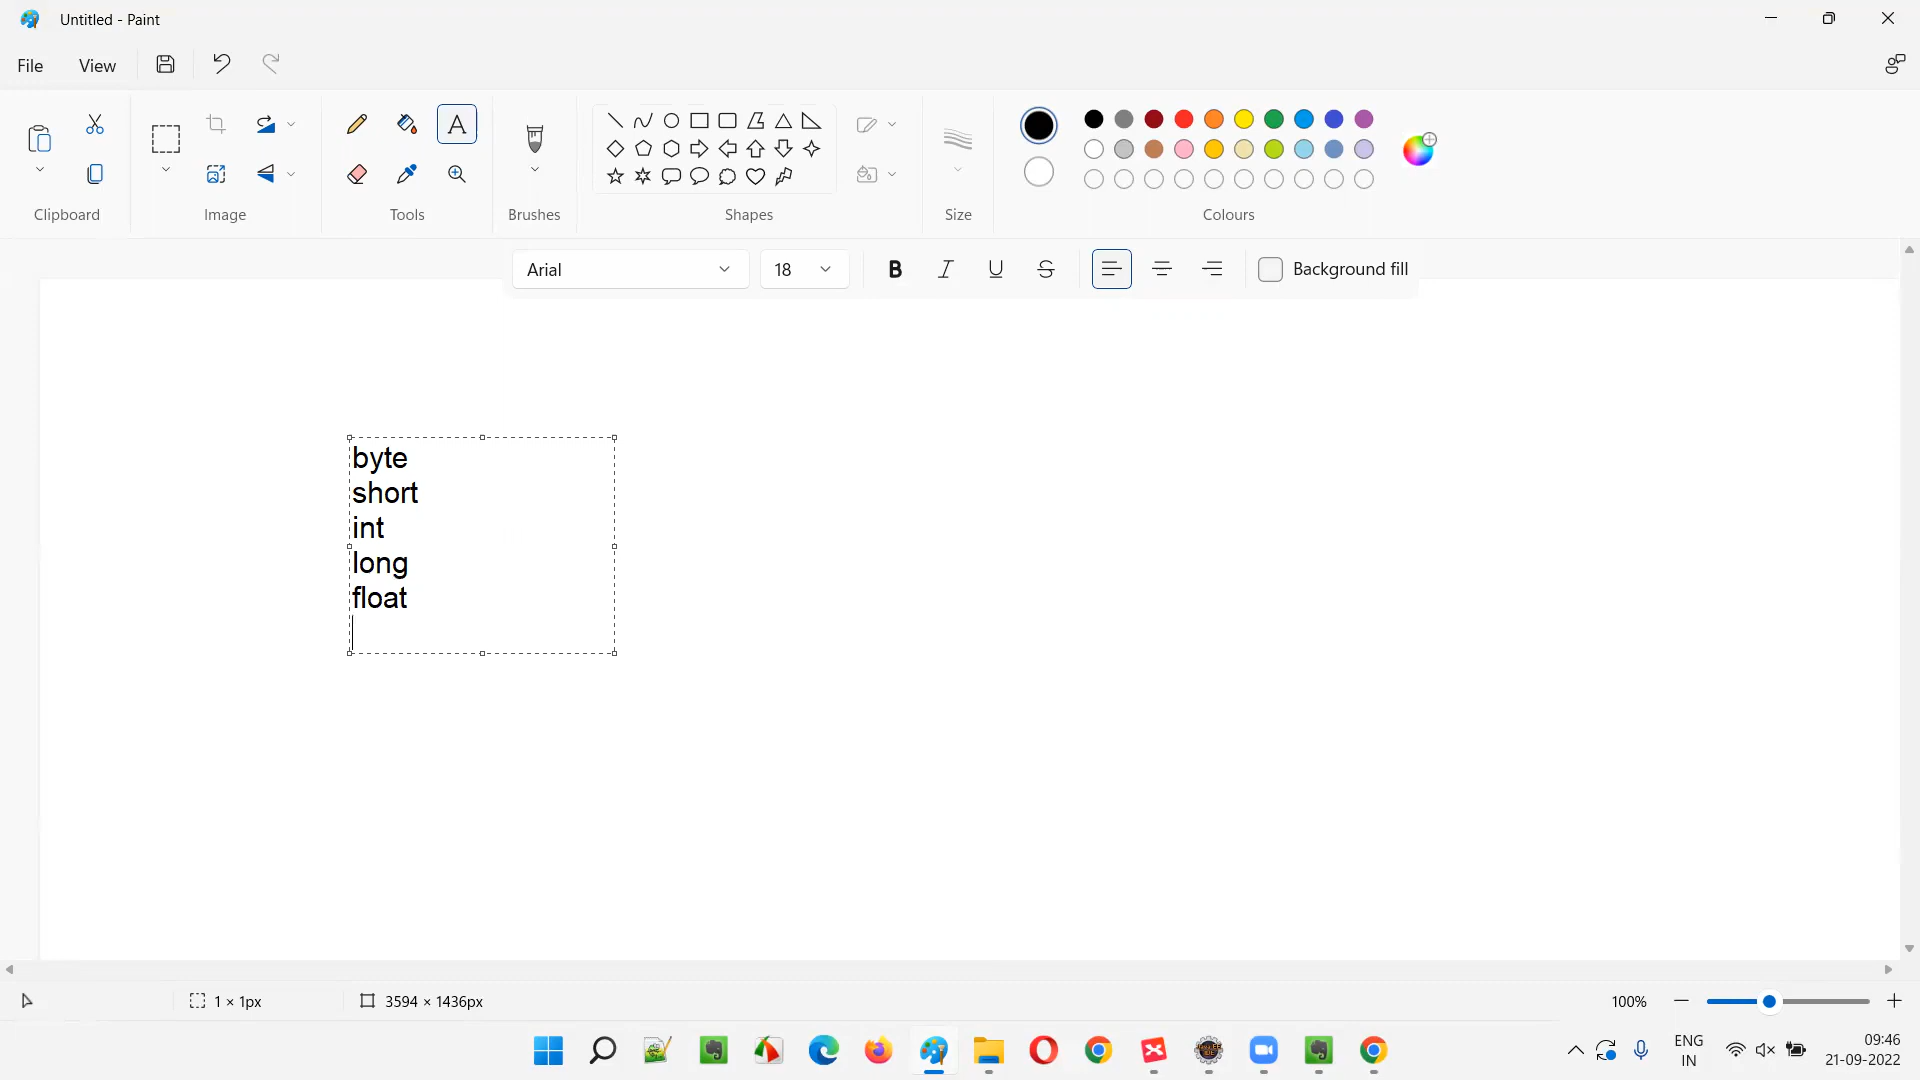 Untitled - Paint
File View
Clipboard
Image
Tools
Brushes
Shapes
Size
Colours
Arial
18
B I U S
Background fill
byte
short
int
long
float
1 × 1px
3594 × 1436px
100%
ENG
IN
09:46
21-09-2022